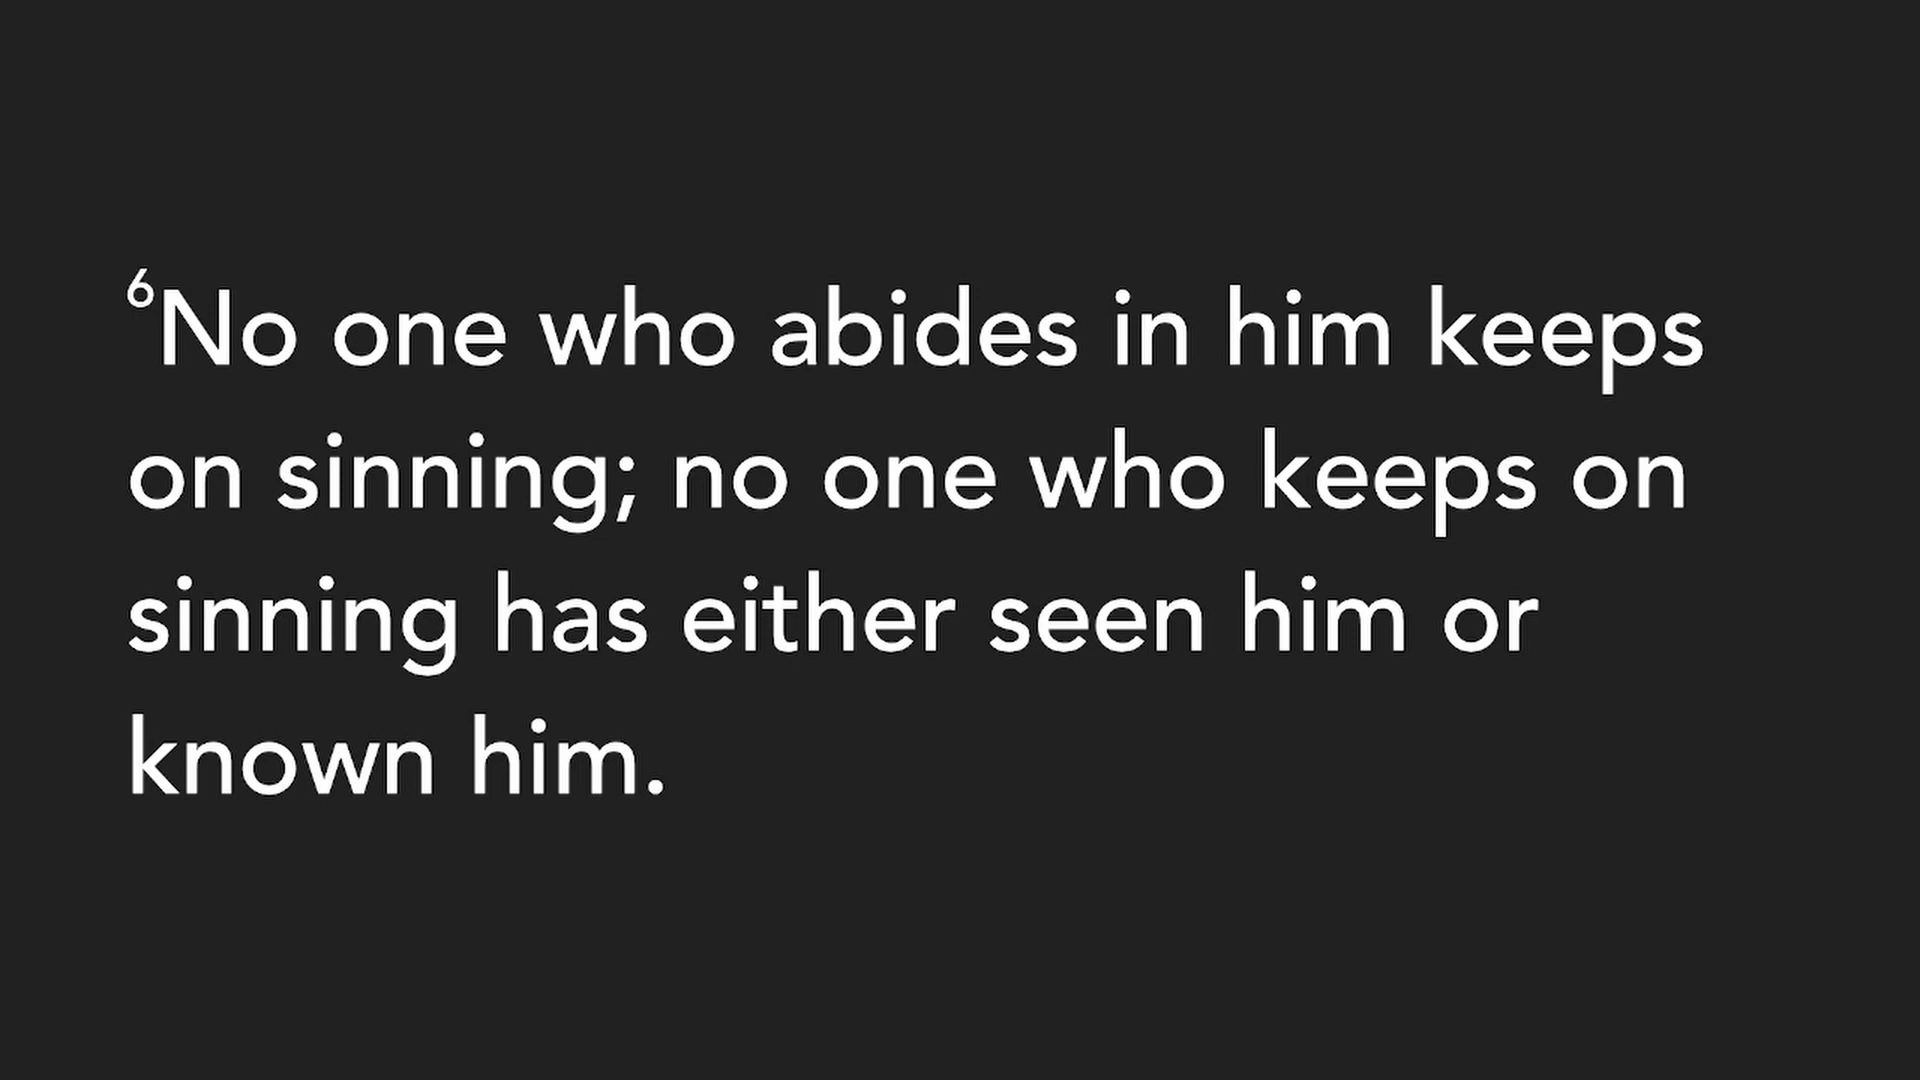 ⁶No one who abides in him keeps
on sinning; no one who keeps on
sinning has either seen him or
known him.